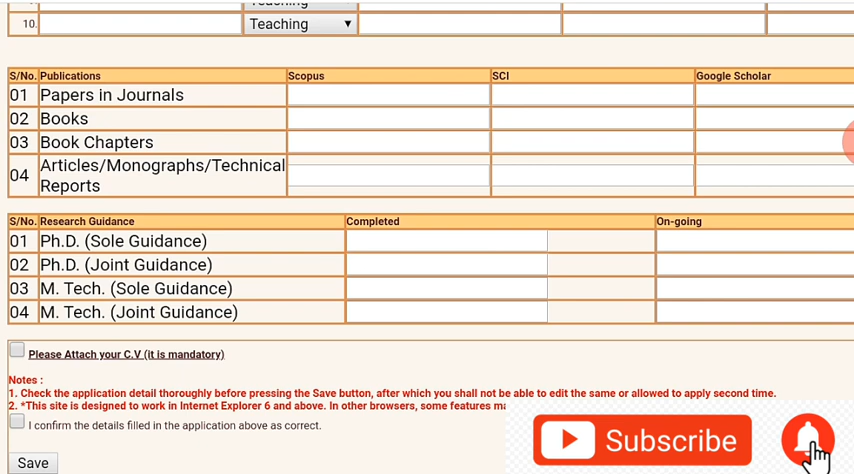 Teaching
10. Teaching
S/No. Publications Scopus SCI Google Scholar
01 Papers in Journals
02 Books
03 Book Chapters
04 Articles/Monographs/Technical
Reports
S/No. Research Guidance Completed On-going
01 Ph.D. (Sole Guidance)
02 Ph.D. (Joint Guidance)
03 M. Tech. (Sole Guidance)
04 M. Tech. (Joint Guidance)
Please Attach your C.V (it is mandatory)
Notes :
1. Check the application detail thoroughly before pressing the Save button, after which you shall not be able to edit the same or allowed to apply second time.
2. *This site is designed to work in Internet Explorer 6 and above. In other browsers, some features
I confirm the details filled in the application above as correct.
Subscribe
Save